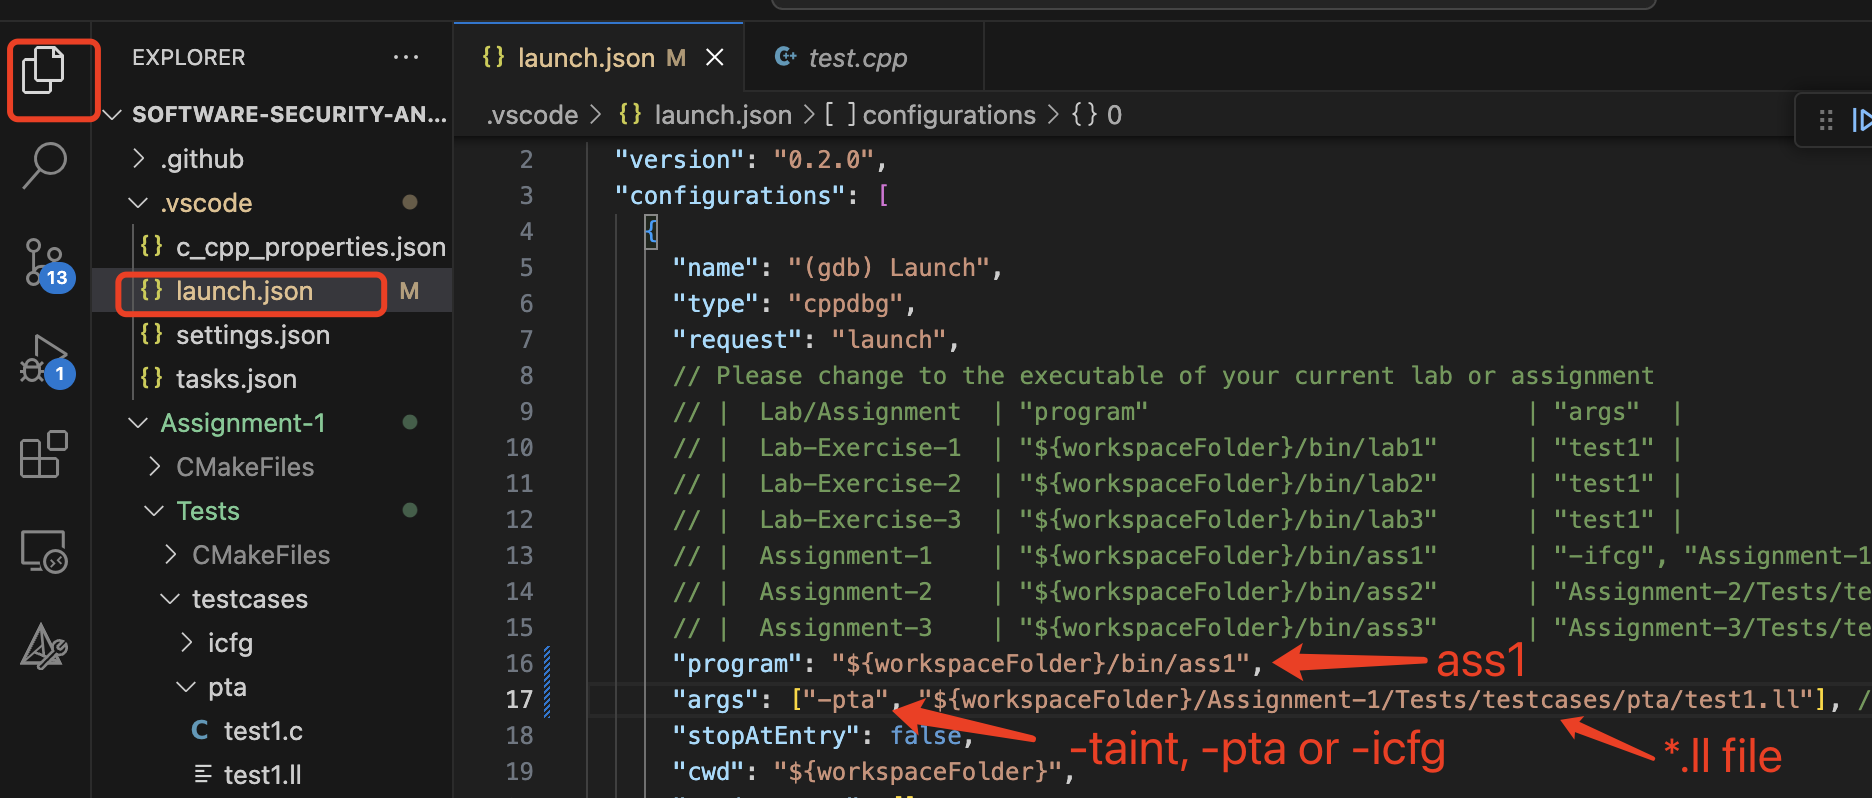 EXPLORER ···
SOFTWARE-SECURITY-AN...
.github
.vscode
{} c_cpp_properties.json
{} launch.json M
{} settings.json
{} tasks.json
Assignment-1
CMakeFiles
Tests
CMakeFiles
testcases
icfg
pta
C test1.c
test1.ll
13
1
{} launch.json M
C++ test.cpp
.vscode > {} launch.json > [ ] configurations > {} 0
2 "version": "0.2.0",
3 "configurations": [
4 {
5 "name": "(gdb) Launch",
6 "type": "cppdbg",
7 "request": "launch",
8 // Please change to the executable of your current lab or assignment
9 // | Lab/Assignment | "program" | "args" |
10 // | Lab-Exercise-1 | "${workspaceFolder}/bin/lab1" | "test1" |
11 // | Lab-Exercise-2 | "${workspaceFolder}/bin/lab2" | "test1" |
12 // | Lab-Exercise-3 | "${workspaceFolder}/bin/lab3" | "test1" |
13 // | Assignment-1 | "${workspaceFolder}/bin/ass1" | "-ifcg", "Assignment-1
14 // | Assignment-2 | "${workspaceFolder}/bin/ass2" | "Assignment-2/Tests/te
15 // | Assignment-3 | "${workspaceFolder}/bin/ass3" | "Assignment-3/Tests/te
16 "program": "${workspaceFolder}/bin/ass1",
ass1
17 "args": ["-pta", "${workspaceFolder}/Assignment-1/Tests/testcases/pta/test1.ll"], /
18 "stopAtEntry": false,
-taint, -pta or -icfg
*.ll file
19 "cwd": "${workspaceFolder}",